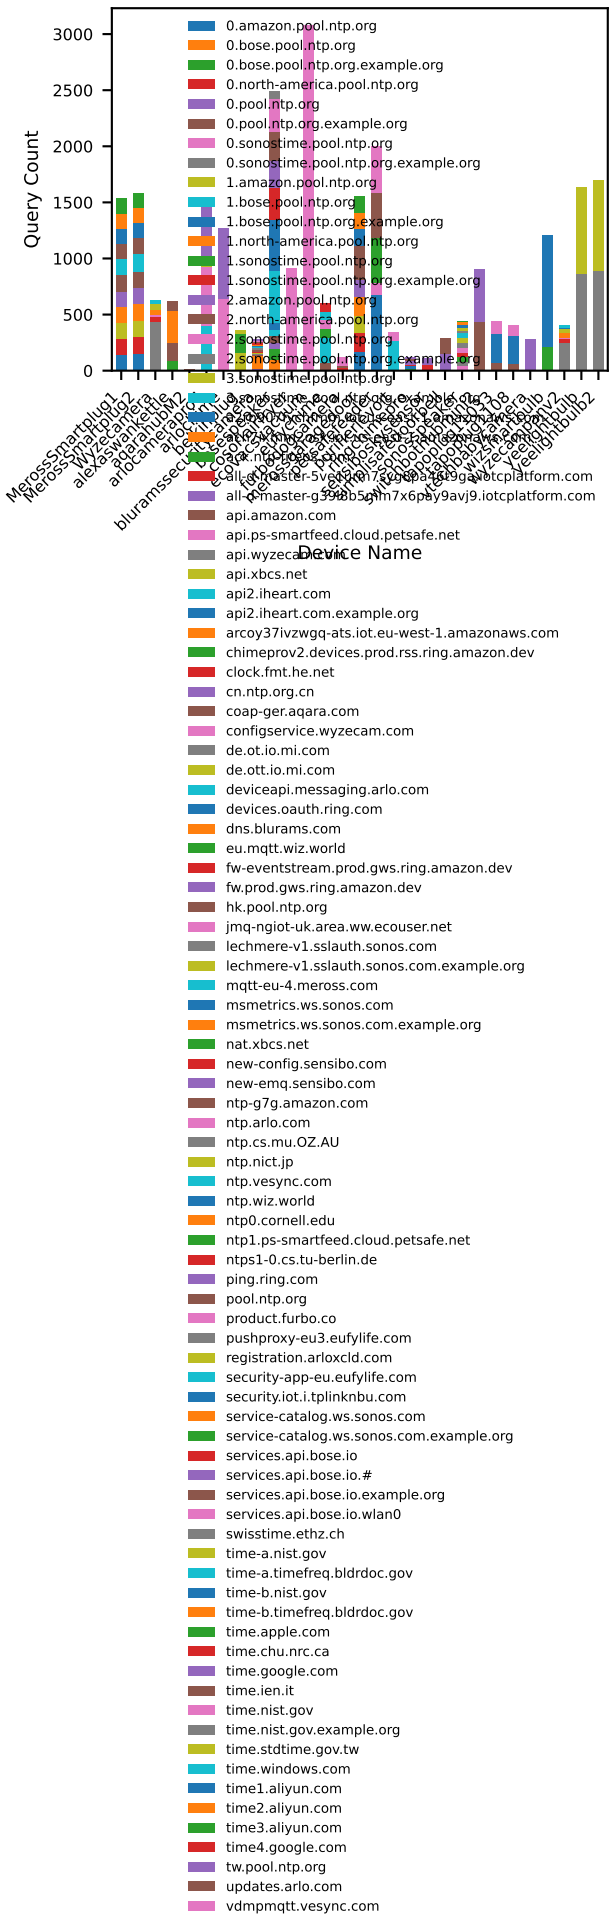 3000
2500
2000
1500
1000
500
0
Query Count
MerossSmartplug1
MerossSmartplug2
Wyzecamera
alexaswankettle
aqarahubM2
Device Name
0.amazon.pool.ntp.org
0.bose.pool.ntp.org
0.bose.pool.ntp.org.example.org
0.north-america.pool.ntp.org
0.pool.ntp.org
0.pool.ntp.org.example.org
0.sonostime.pool.ntp.org
0.sonostime.pool.ntp.org.example.org
1.amazon.pool.ntp.org
1.bose.pool.ntp.org
1.bose.pool.ntp.org.example.org
1.north-america.pool.ntp.org
1.sonostime.pool.ntp.org
1.sonostime.pool.ntp.org.example.org
2.amazon.pool.ntp.org
2.north-america.pool.ntp.org
2.sonostime.pool.ntp.org
2.sonostime.pool.ntp.org.example.org
3.sonostime.pool.ntp.org
3.sonostime.pool.ntp.org.example.org
api.amazon.com
api.ps-smartfeed.cloud.petsafe.net
api.wyzecam.com
api.xbcs.net
api2.iheart.com
api2.iheart.com.example.org
arcoy37ivzwgq-ats.iot.eu-west-1.amazonaws.com
chimeprov2.devices.prod.rss.ring.amazon.dev
clock.fmt.he.net
cn.ntp.org.cn
coap-ger.aqara.com
configservice.wyzecam.com
de.ot.io.mi.com
de.ott.io.mi.com
deviceapi.messaging.arlo.com
devices.oauth.ring.com
dns.blurams.com
eu.mqtt.wiz.world
fw-eventstream.prod.gws.ring.amazon.dev
fw.prod.gws.ring.amazon.dev
hk.pool.ntp.org
jmq-ngiot-uk.area.ww.ecouser.net
lechmere-v1.sslauth.sonos.com
lechmere-v1.sslauth.sonos.com.example.org
mqtt-eu-4.meross.com
msmetrics.ws.sonos.com
msmetrics.ws.sonos.com.example.org
nat.xbcs.net
new-config.sensibo.com
new-emq.sensibo.com
ntp-g7g.amazon.com
ntp.arlo.com
ntp.cs.mu.OZ.AU
ntp.nict.jp
ntp.vesync.com
ntp.wiz.world
ntp0.cornell.edu
ntp1.ps-smartfeed.cloud.petsafe.net
ntps1-0.cs.tu-berlin.de
ping.ring.com
pool.ntp.org
product.furbo.co
pushproxy-eu3.eufylife.com
registration.arloxcld.com
security-app-eu.eufylife.com
security.iot.i.tplinknbu.com
service-catalog.ws.sonos.com
service-catalog.ws.sonos.com.example.org
services.api.bose.io
services.api.bose.io.#
services.api.bose.io.example.org
services.api.bose.io.wlan0
swisstime.ethz.ch
time-a.nist.gov
time-a.timefreq.bldrdoc.gov
time-b.nist.gov
time-b.timefreq.bldrdoc.gov
time.apple.com
time.chu.nrc.ca
time.google.com
time.ien.it
time.nist.gov
time.nist.gov.example.org
time.stdtime.gov.tw
time.windows.com
time1.aliyun.com
time2.aliyun.com
time3.aliyun.com
time4.google.com
tw.pool.ntp.org
updates.arlo.com
vdmpmqtt.vesync.com